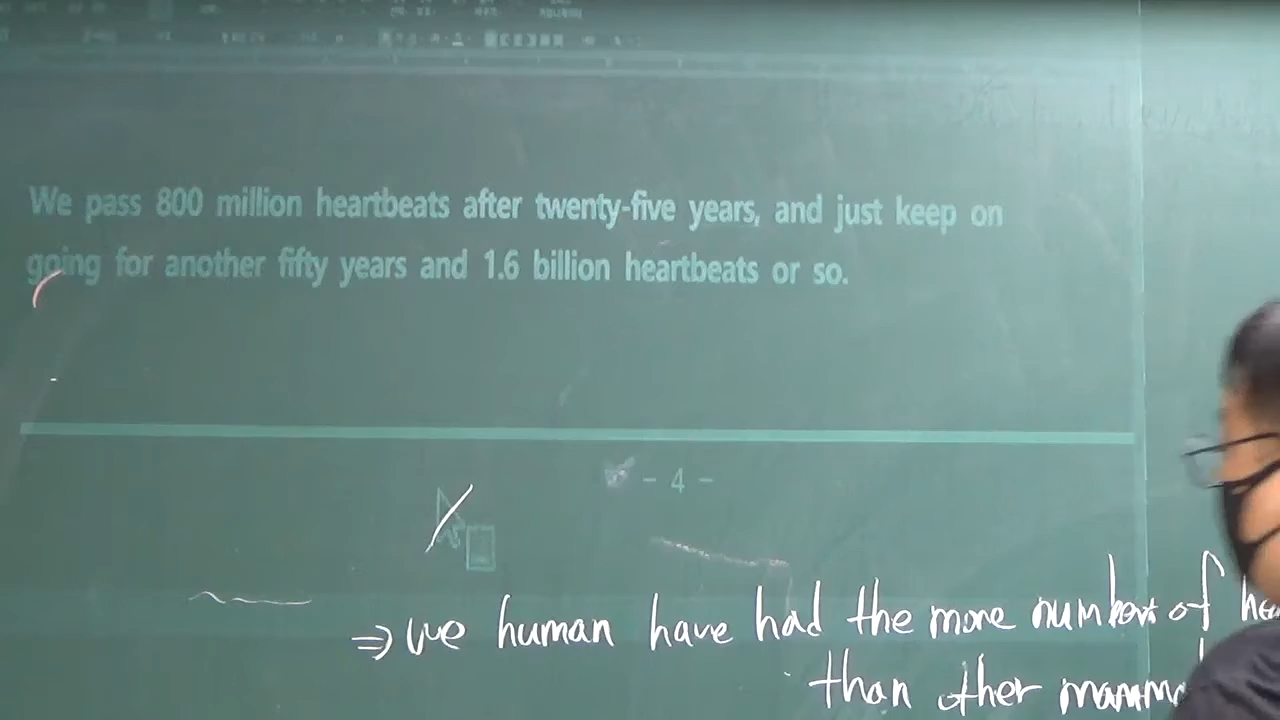 We pass 800 million heartbeats after twenty-five years, and just keep on
going for another fifty years and 1.6 billion heartbeats or so.
- 4 -
⇒ we human have had the more number of
than other